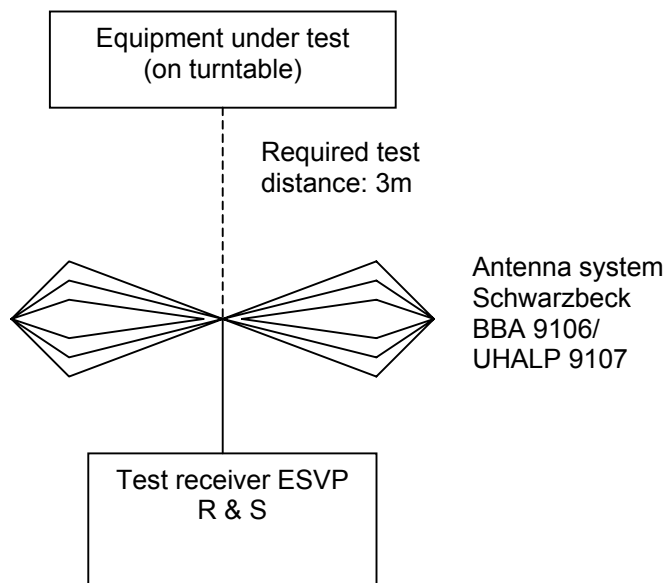 Equipment under test
(on turntable)
Required test
distance: 3m
Antenna system
Schwarzbeck
BBA 9106/
UHALP 9107
Test receiver ESVP
R & S